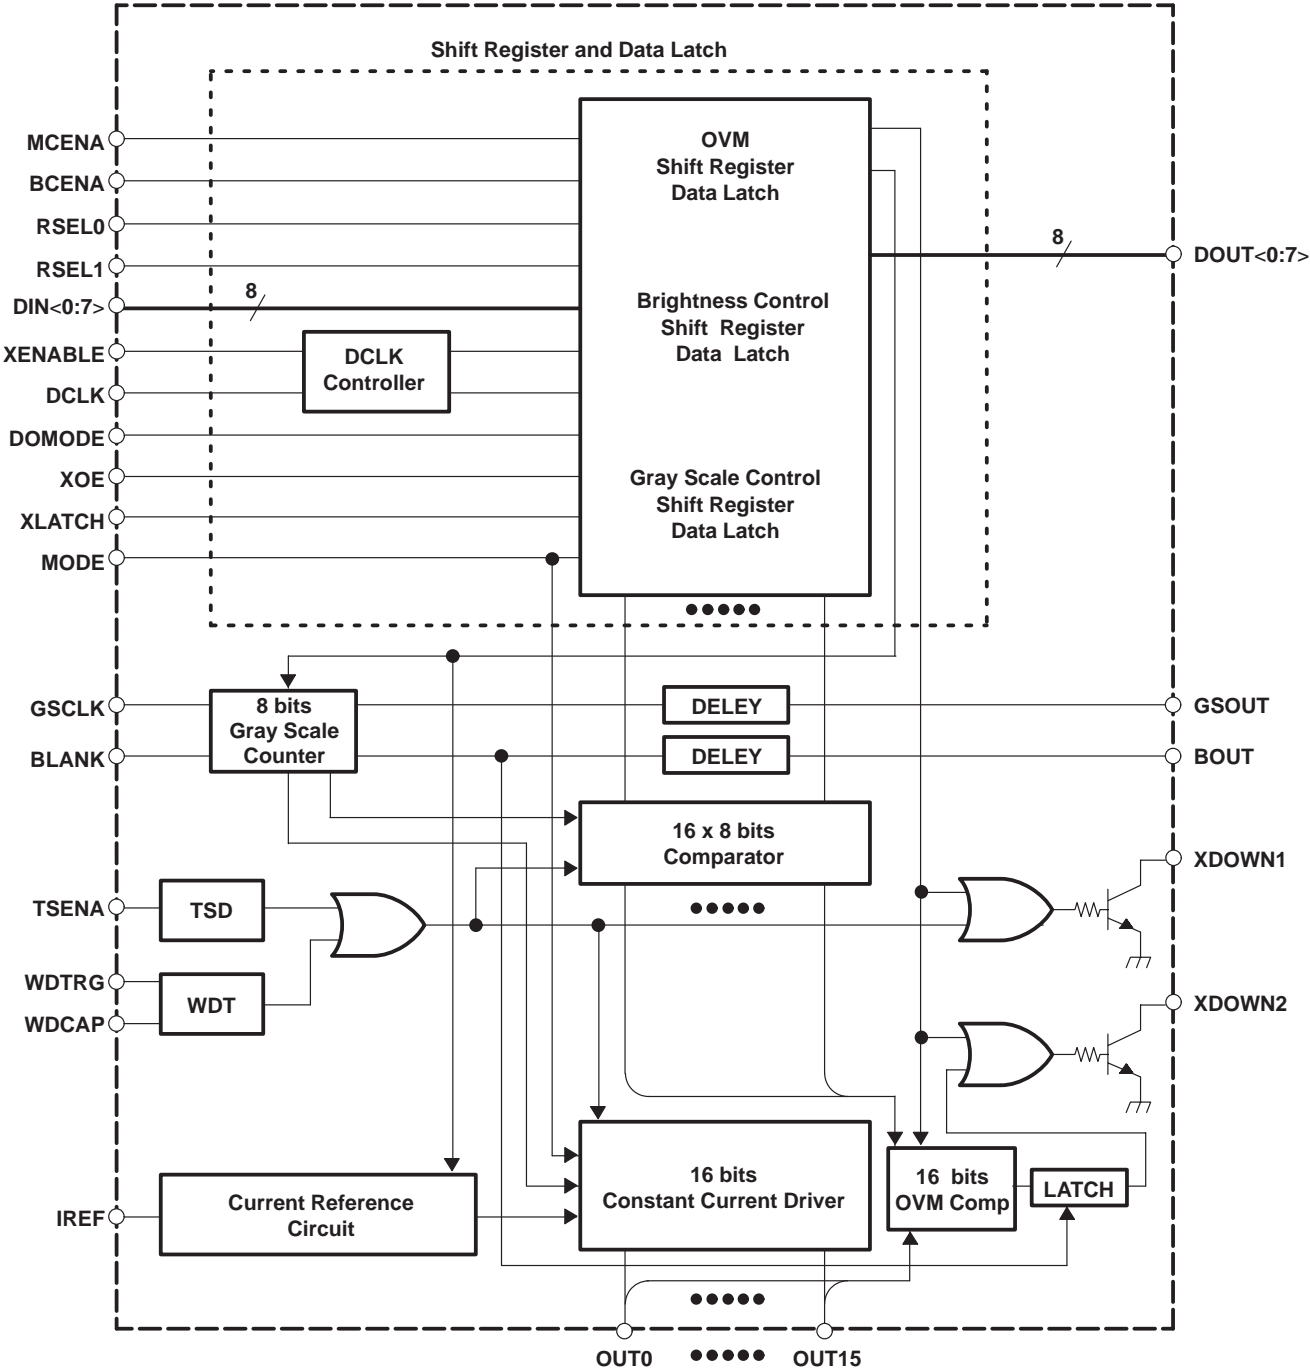 Shift Register and Data Latch
MCENA
BCENA
RSEL0
RSEL1
DIN<0:7>
8
XENABLE
DCLK
DOMODE
XOE
XLATCH
MODE
DCLK
Controller
OVM
Shift Register
Data Latch
Brightness Control
Shift Register
Data Latch
Gray Scale Control
Shift Register
Data Latch
8
DOUT<0:7>
GSCLK
BLANK
8 bits
Gray Scale
Counter
DELEY
DELEY
GSOUT
BOUT
16 x 8 bits
Comparator
XDOWN1
TSENA
TSD
WDTRG
WDCAP
WDT
XDOWN2
IREF
Current Reference
Circuit
16 bits
Constant Current Driver
16 bits
OVM Comp
LATCH
OUT0
OUT15